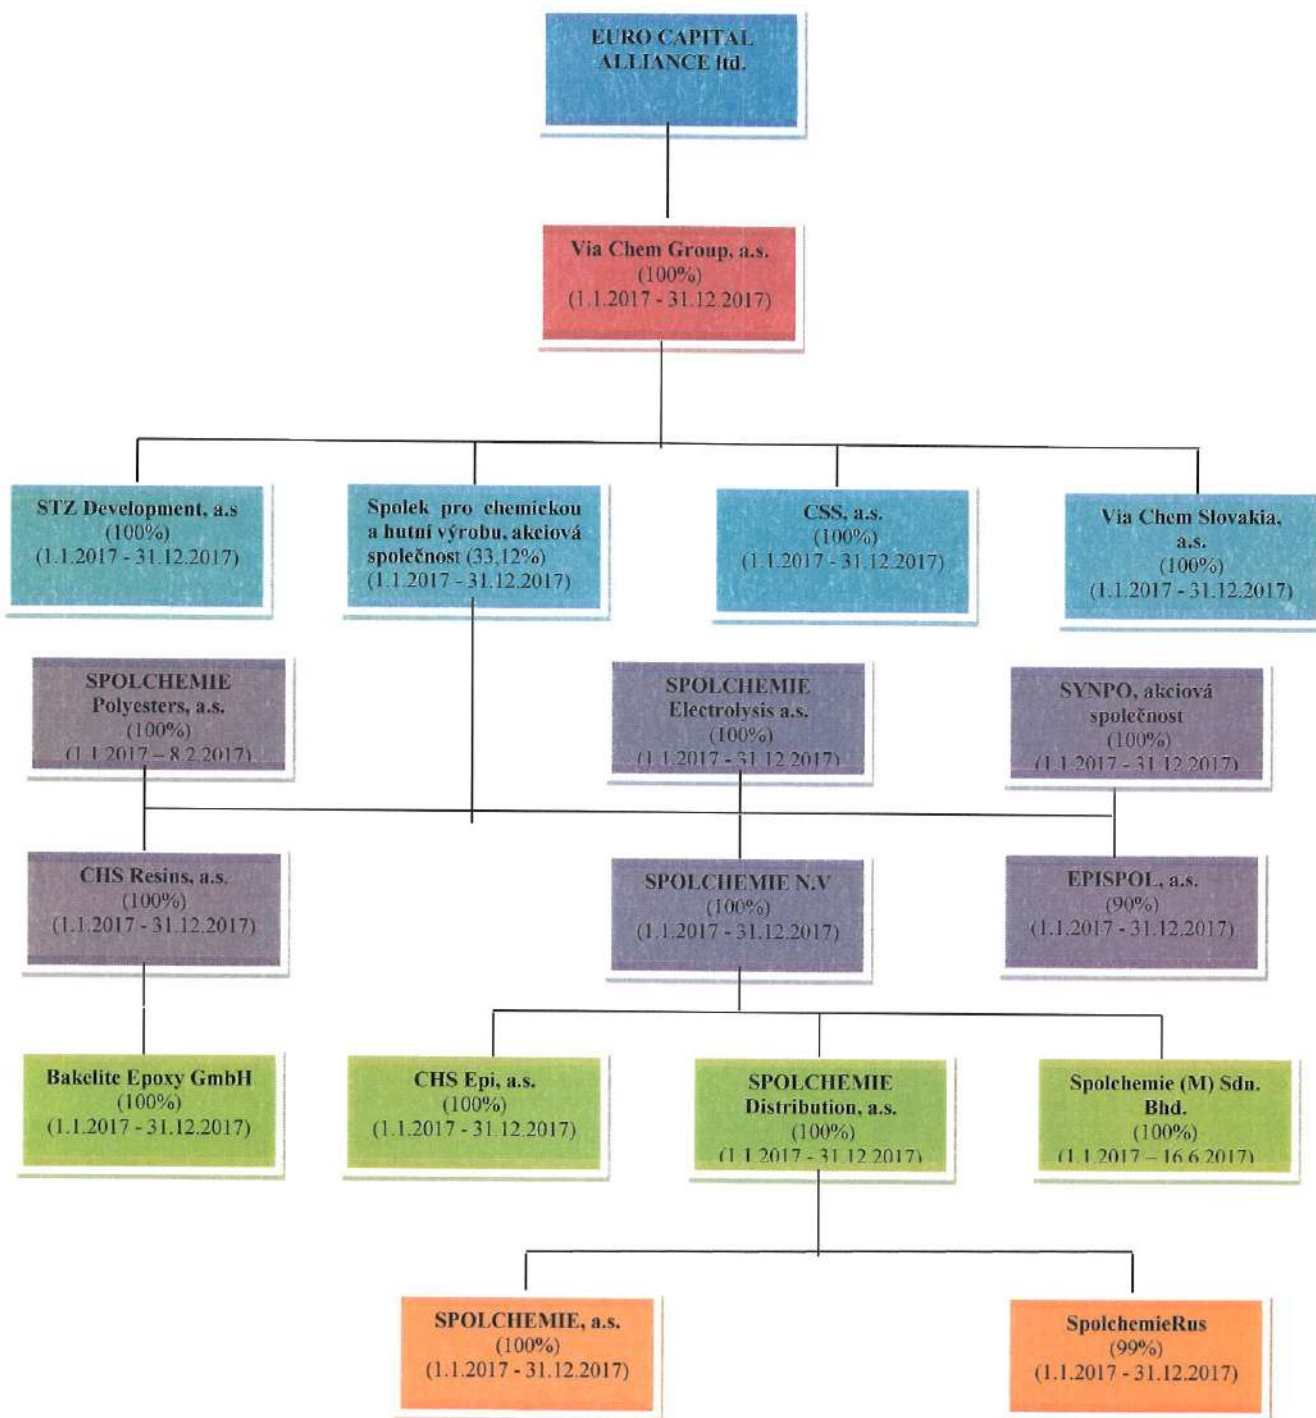 EURO CAPITAL
ALLIANCE ltd.
Via Chem Group, a.s.
(100%)
(1.1.2017 - 31.12.2017)
STZ Development, a.s
(100%)
(1.1.2017 - 31.12.2017)
Spolek pro chemickou
a hutní výrobu, akciová
společnost (33,12%)
(1.1.2017 - 31.12.2017)
CSS, a.s.
(100%)
(1.1.2017 - 31.12.2017)
Via Chem Slovakia,
a.s.
(100%)
(1.1.2017 - 31.12.2017)
SPOLCHEMIE
Polyesters, a.s.
(100%)
(1.1.2017 – 8.2.2017)
SPOLCHEMIE
Electrolysis a.s.
(100%)
(1.1.2017 - 31.12.2017)
SYNPO, akciová
společnost
(100%)
(1.1.2017 - 31.12.2017)
CHS Resins, a.s.
(100%)
(1.1.2017 - 31.12.2017)
SPOLCHEMIE N.V
(100%)
(1.1.2017 - 31.12.2017)
EPISPOL, a.s.
(90%)
(1.1.2017 - 31.12.2017)
Bakelite Epoxy GmbH
(100%)
(1.1.2017 - 31.12.2017)
CHS Epi, a.s.
(100%)
(1.1.2017 - 31.12.2017)
SPOLCHEMIE
Distribution, a.s.
(100%)
(1.1.2017 - 31.12.2017)
Spolchemie (M) Sdn.
Bhd.
(100%)
(1.1.2017 – 16.6.2017)
SPOLCHEMIE, a.s.
(100%)
(1.1.2017 - 31.12.2017)
SpolchemieRus
(99%)
(1.1.2017 - 31.12.2017)